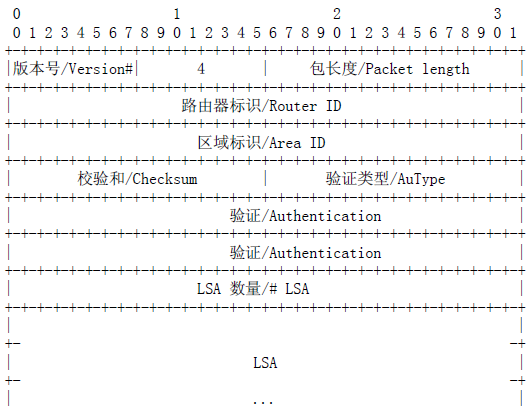 0 1 2 3
0 1 2 3 4 5 6 7 8 9 0 1 2 3 4 5 6 7 8 9 0 1 2 3 4 5 6 7 8 9 0 1
+-+-+-+-+-+-+-+-+-+-+-+-+-+-+-+-+-+-+-+-+-+-+-+-+-+-+-+-+-+-+-+-+
|版本号/Version#| 4 | 包长度/Packet length |
+-+-+-+-+-+-+-+-+-+-+-+-+-+-+-+-+-+-+-+-+-+-+-+-+-+-+-+-+-+-+-+-+
| 路由器标识/Router ID |
+-+-+-+-+-+-+-+-+-+-+-+-+-+-+-+-+-+-+-+-+-+-+-+-+-+-+-+-+-+-+-+-+
| 区域标识/Area ID |
+-+-+-+-+-+-+-+-+-+-+-+-+-+-+-+-+-+-+-+-+-+-+-+-+-+-+-+-+-+-+-+-+
| 校验和/Checksum | 验证类型/AuType |
+-+-+-+-+-+-+-+-+-+-+-+-+-+-+-+-+-+-+-+-+-+-+-+-+-+-+-+-+-+-+-+-+
| 验证/Authentication |
+-+-+-+-+-+-+-+-+-+-+-+-+-+-+-+-+-+-+-+-+-+-+-+-+-+-+-+-+-+-+-+-+
| 验证/Authentication |
+-+-+-+-+-+-+-+-+-+-+-+-+-+-+-+-+-+-+-+-+-+-+-+-+-+-+-+-+-+-+-+-+
| LSA 数量/# LSA |
+-+-+-+-+-+-+-+-+-+-+-+-+-+-+-+-+-+-+-+-+-+-+-+-+-+-+-+-+-+-+-+-+
| |
+- -+
| LSA |
+- -+
| ... |